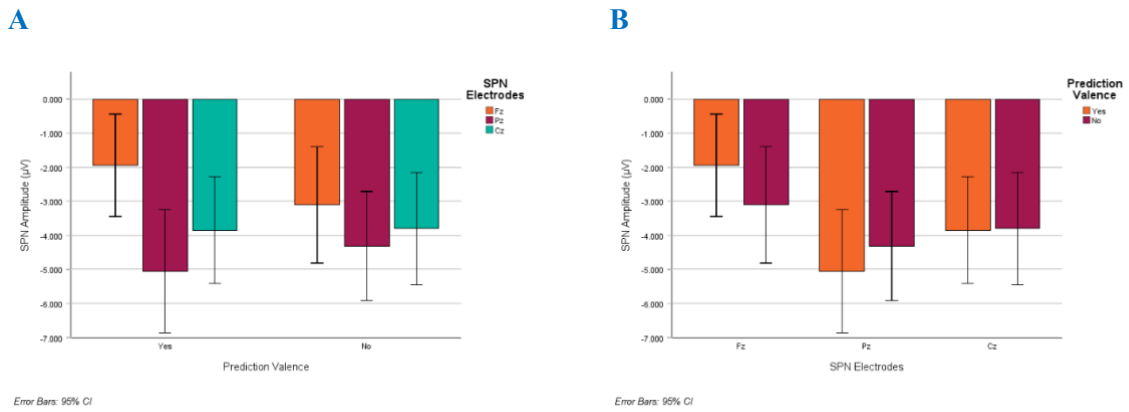 A
SPN Amplitude (µV)
0.000
-1.000
-2.000
-3.000
-4.000
-5.000
-6.000
-7.000
Yes
No
Prediction Valence
SPN
Electrodes
Fz
Pz
Cz
Error Bars: 95% CI
B
SPN Amplitude (µV)
0.000
-1.000
-2.000
-3.000
-4.000
-5.000
-6.000
-7.000
Fz
Pz
Cz
SPN Electrodes
Prediction
Valence
Yes
No
Error Bars: 95% CI